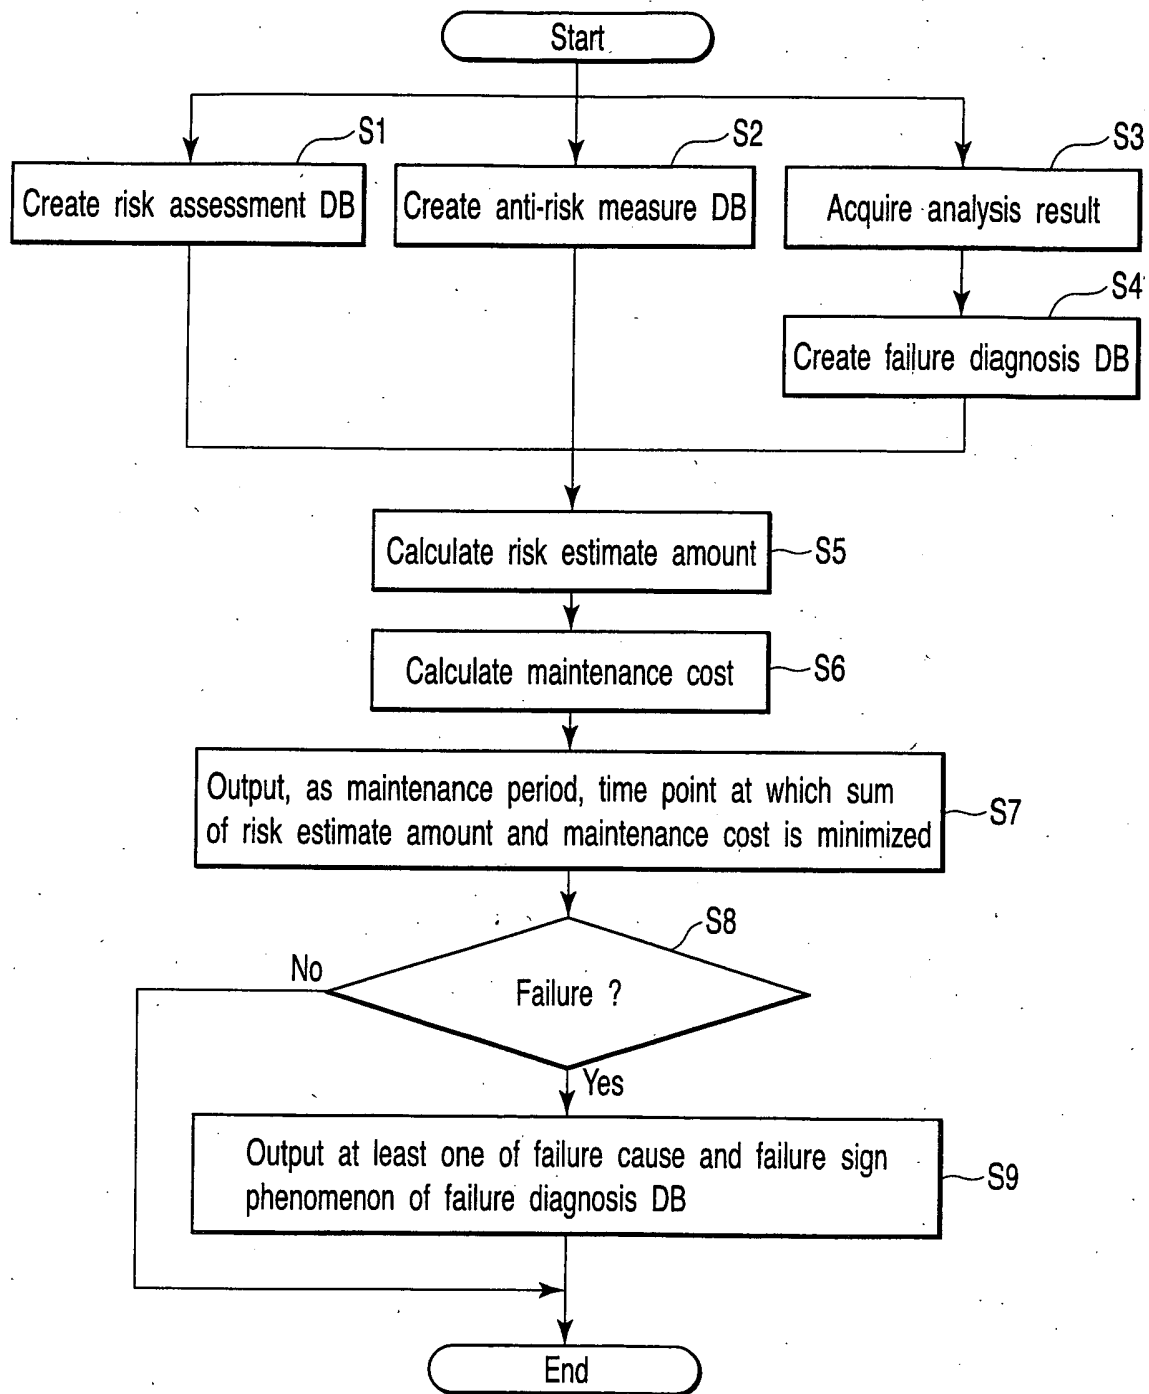 Start
S1
S2
S3
Create risk assessment DB
Create anti-risk measure DB
Acquire analysis result
S4
Create failure diagnosis DB
Calculate risk estimate amount
S5
Calculate maintenance cost
S6
Output, as maintenance period, time point at which sum
of risk estimate amount and maintenance cost is minimized
S7
S8
No
Failure ?
Yes
Output at least one of failure cause and failure sign
phenomenon of failure diagnosis DB
S9
End